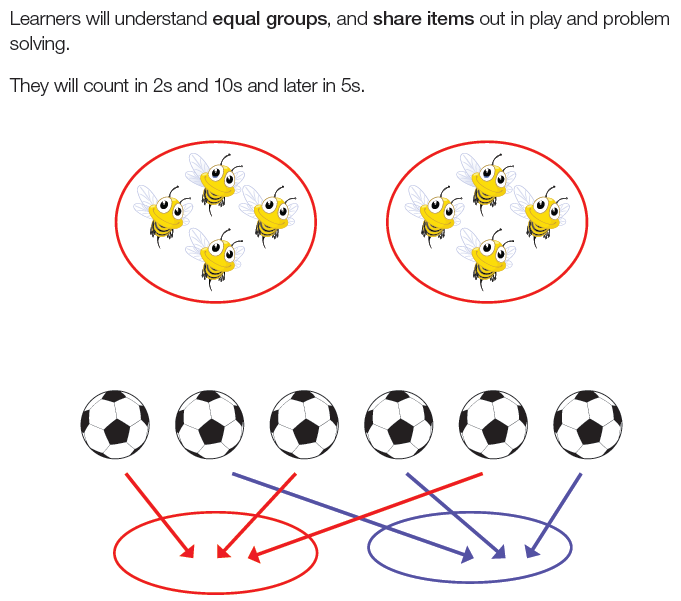 Learners will understand equal groups, and share items out in play and problem
solving.
They will count in 2s and 10s and later in 5s.